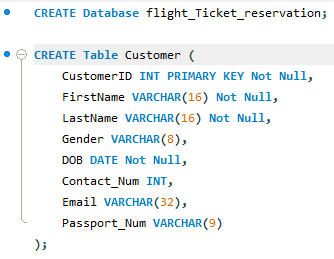 CREATE Database flight_Ticket_reservation;
CREATE Table Customer (
CustomerID INT PRIMARY KEY Not Null,
FirstName VARCHAR(16) Not Null,
LastName VARCHAR(16) Not Null,
Gender VARCHAR(8),
DOB DATE Not Null,
Contact_Num INT,
Email VARCHAR(32),
Passport_Num VARCHAR(9)
);